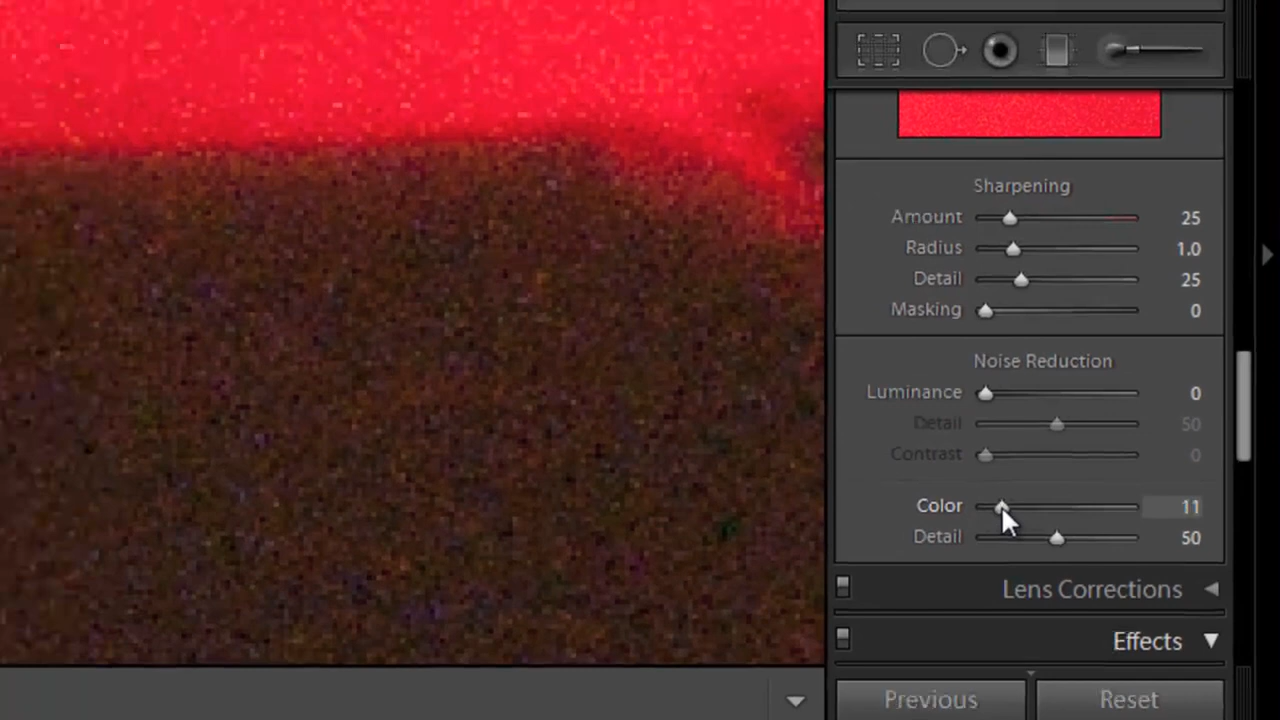 Sharpening
Amount 25
Radius 1.0
Detail 25
Masking 0
Noise Reduction
Luminance 0
Detail 50
Contrast 0
Color 11
Detail 50
Lens Corrections
Effects
Previous Reset